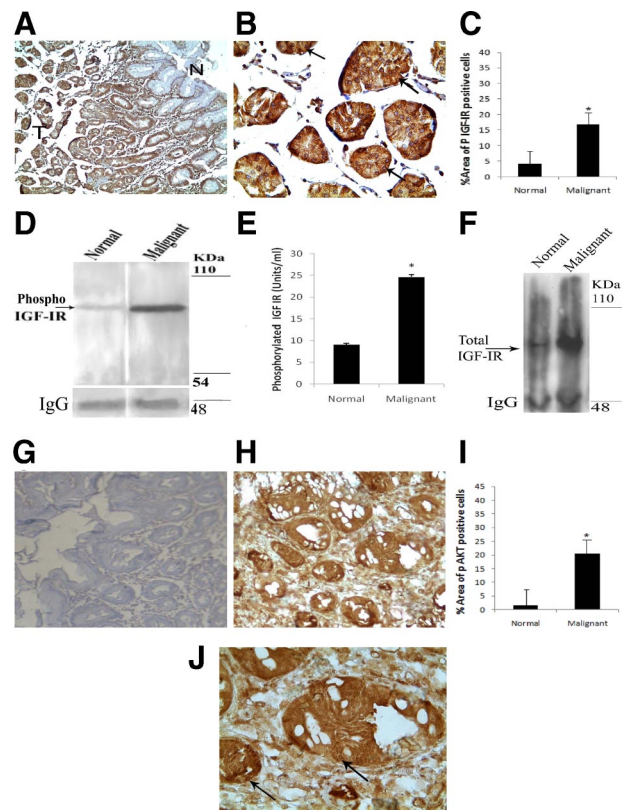 A
N
T
B
C
%Area of P IGF-IR positive cells
40
35
30
25
20
15
10
5
0
*
Normal
Malignant
D
Normal
Malignant
KDa
110
Phospho
IGF-IR
54
IgG
48
E
Phosphorylated IGF IR (Units/ml)
30
25
20
15
10
5
0
*
Normal
Malignant
F
Normal
Malignant
KDa
110
Total
IGF-IR
IgG
48
G
H
I
% Area of p AKT positive cells
45
40
35
30
25
20
15
10
5
0
*
Normal
Malignant
J